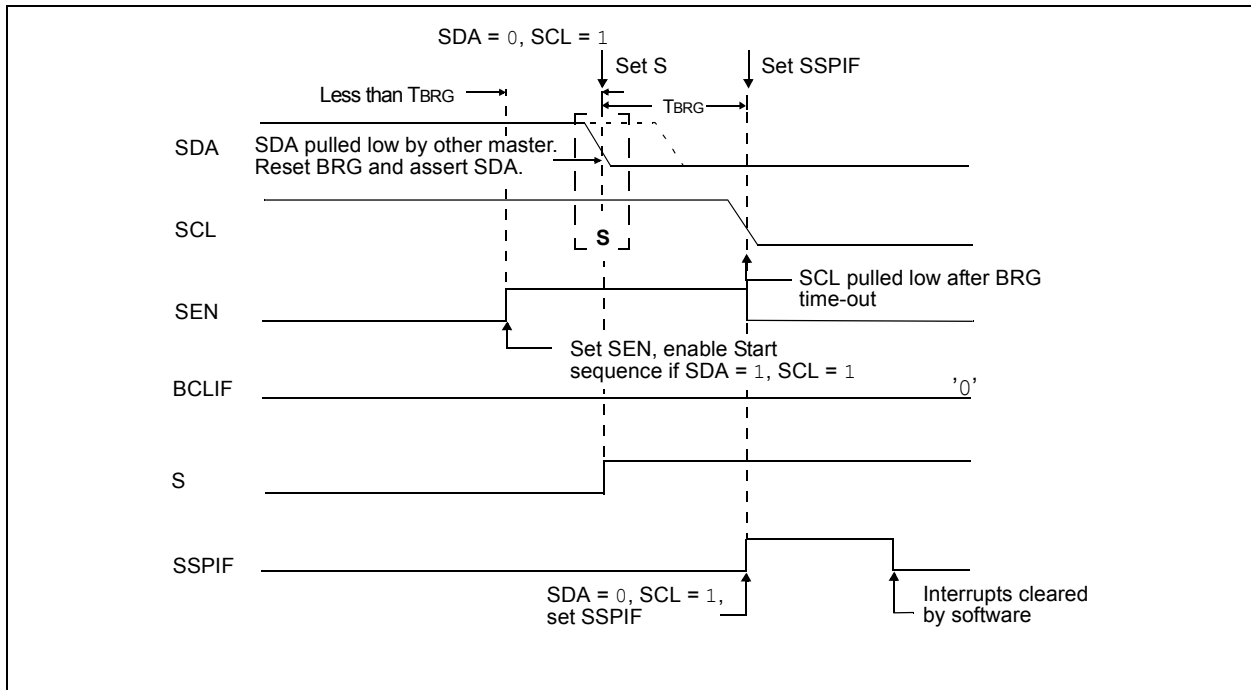 SDA = 0, SCL = 1
Set S
Set SSPIF
Less than TBRG
TBRG
SDA
SDA pulled low by other master.
Reset BRG and assert SDA.
SCL
S
SCL pulled low after BRG
time-out
SEN
Set SEN, enable Start
sequence if SDA = 1, SCL = 1
BCLIF
'0'
S
SSPIF
SDA = 0, SCL = 1,
set SSPIF
Interrupts cleared
by software